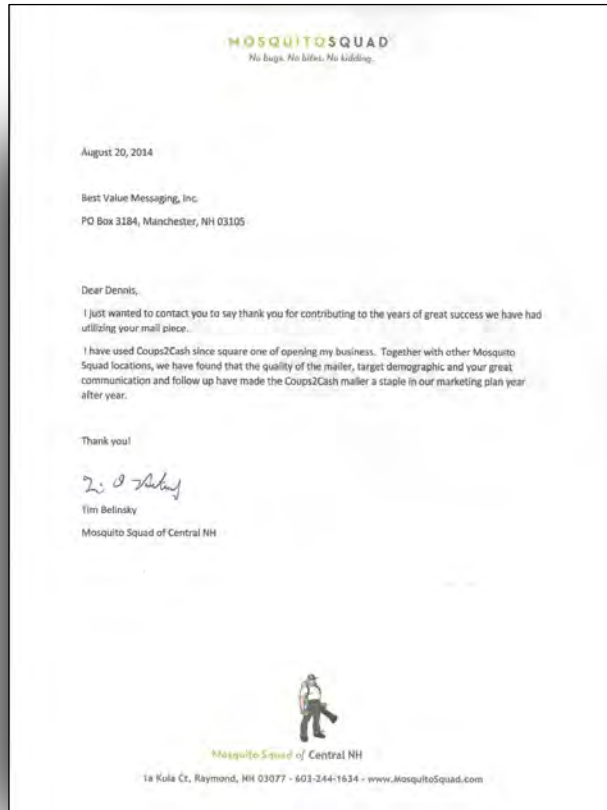 MOSQUITOSQUAD
No bugs. No bites. No kidding.
August 20, 2014
Best Value Messaging, Inc.
PO Box 3184, Manchester, NH 03105
Dear Dennis,
I just wanted to contact you to say thank you for contributing to the years of great success we have had
utilizing your mail piece.
I have used Coups2Cash since square one of opening my business. Together with other Mosquito
Squad locations, we have found that the quality of the mailer, target demographic and your great
communication and follow up have made the Coups2Cash mailer a staple in our marketing plan year
after year.
Thank you!
Tim Belinsky
Mosquito Squad of Central NH
Mosquito Squad of Central NH
1a Kula Ct, Raymond, NH 03077 - 603-244-1634 - www.MosquitoSquad.com